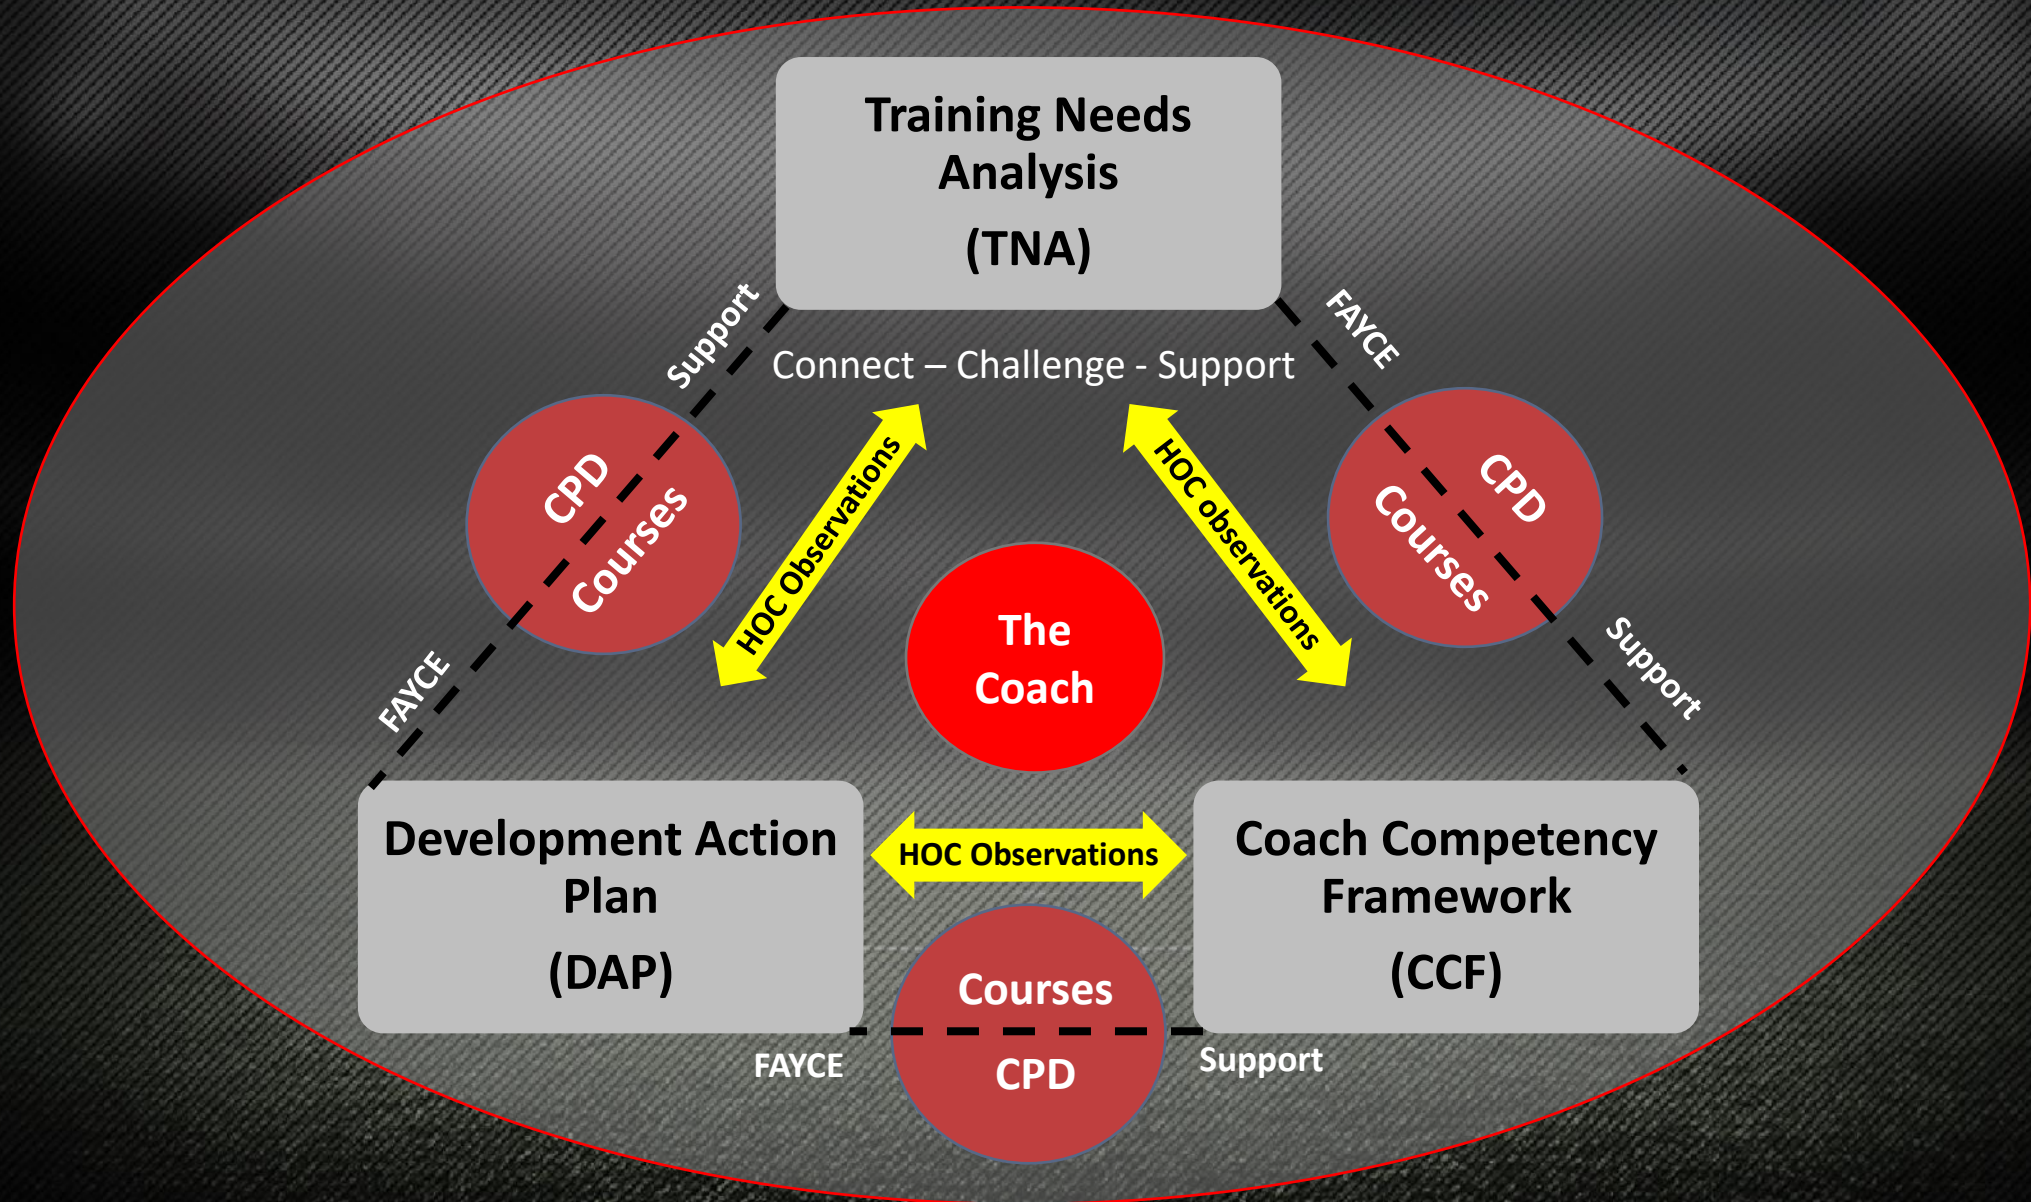 Training Needs
Analysis
(TNA)
Support
FAYCE
Connect – Challenge - Support
CPD
Courses
HOC Observations
HOC observations
CPD
Courses
The
Coach
FAYCE
Support
Development Action
Plan
(DAP)
HOC Observations
Coach Competency
Framework
(CCF)
Courses
CPD
FAYCE
Support